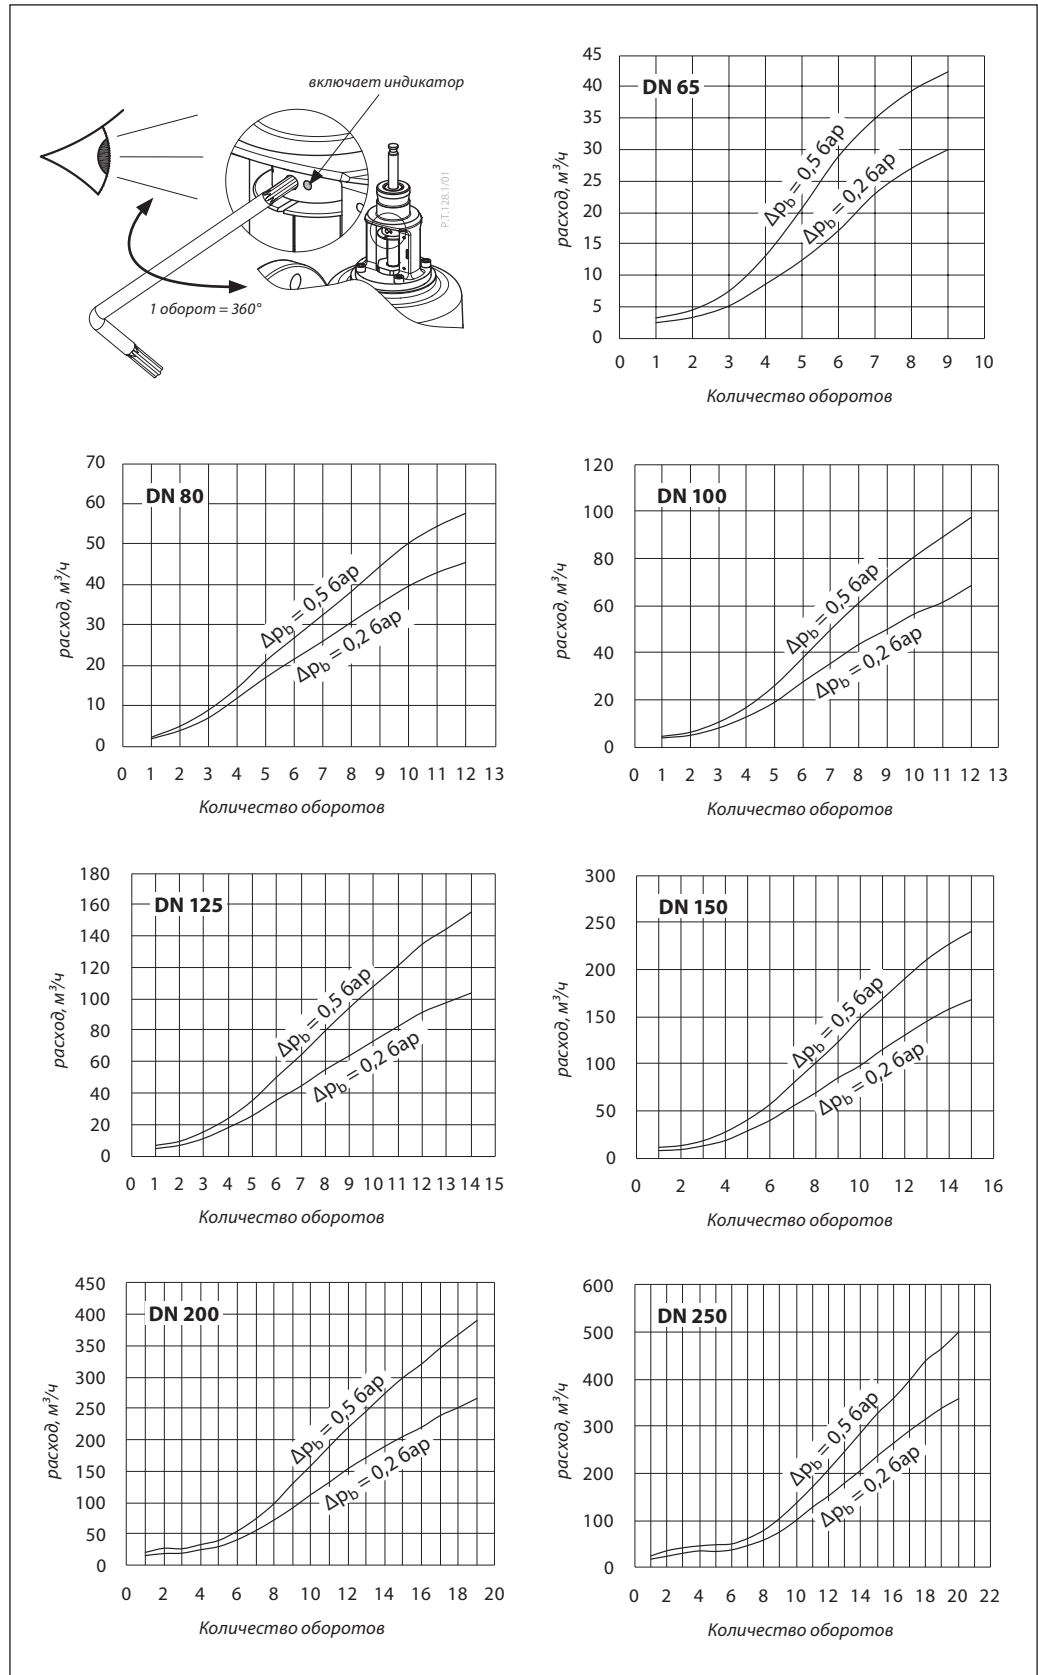 включает индикатор
P.T.128.1/01
1 оборот = 360°
DN 65
расход, м³/ч
45
40
35
30
25
20
15
10
5
0
Δpb = 0,5 бар
Δpb = 0,2 бар
0 1 2 3 4 5 6 7 8 9 10
Количество оборотов
DN 80
расход, м³/ч
70
60
50
40
30
20
10
0
Δpb = 0,5 бар
Δpb = 0,2 бар
0 1 2 3 4 5 6 7 8 9 10 11 12 13
Количество оборотов
DN 100
расход, м³/ч
120
100
80
60
40
20
0
Δpb = 0,5 бар
Δpb = 0,2 бар
0 1 2 3 4 5 6 7 8 9 10 11 12 13
Количество оборотов
DN 125
расход, м³/ч
180
160
140
120
100
80
60
40
20
0
Δpb = 0,5 бар
Δpb = 0,2 бар
0 1 2 3 4 5 6 7 8 9 10 11 12 13 14 15
Количество оборотов
DN 150
расход, м³/ч
300
250
200
150
100
50
0
Δpb = 0,5 бар
Δpb = 0,2 бар
0 2 4 6 8 10 12 14 16
Количество оборотов
DN 200
расход, м³/ч
450
400
350
300
250
200
150
100
50
0
Δpb = 0,5 бар
Δpb = 0,2 бар
0 2 4 6 8 10 12 14 16 18 20
Количество оборотов
DN 250
расход, м³/ч
600
500
400
300
200
100
0
Δpb = 0,5 бар
Δpb = 0,2 бар
0 2 4 6 8 10 12 14 16 18 20 22
Количество оборотов